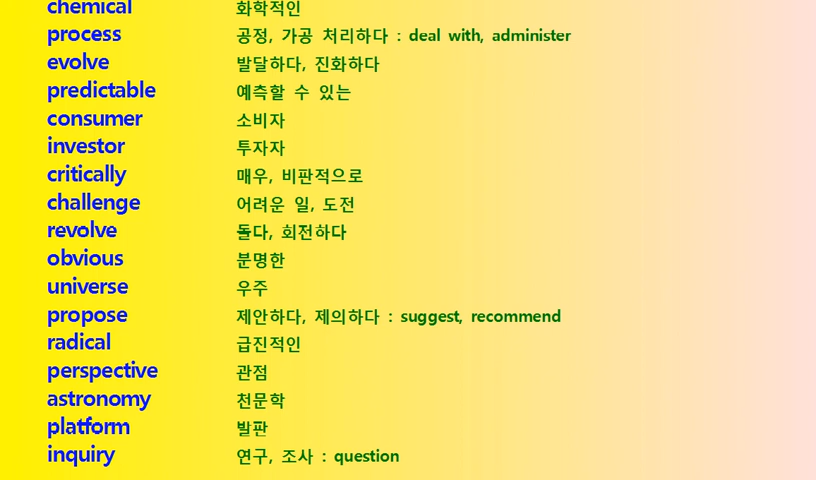 chemical 화학적인
process 공정, 가공 처리하다 : deal with, administer
evolve 발달하다, 진화하다
predictable 예측할 수 있는
consumer 소비자
investor 투자자
critically 매우, 비판적으로
challenge 어려운 일, 도전
revolve 돌다, 회전하다
obvious 분명한
universe 우주
propose 제안하다, 제의하다 : suggest, recommend
radical 급진적인
perspective 관점
astronomy 천문학
platform 발판
inquiry 연구, 조사 : question